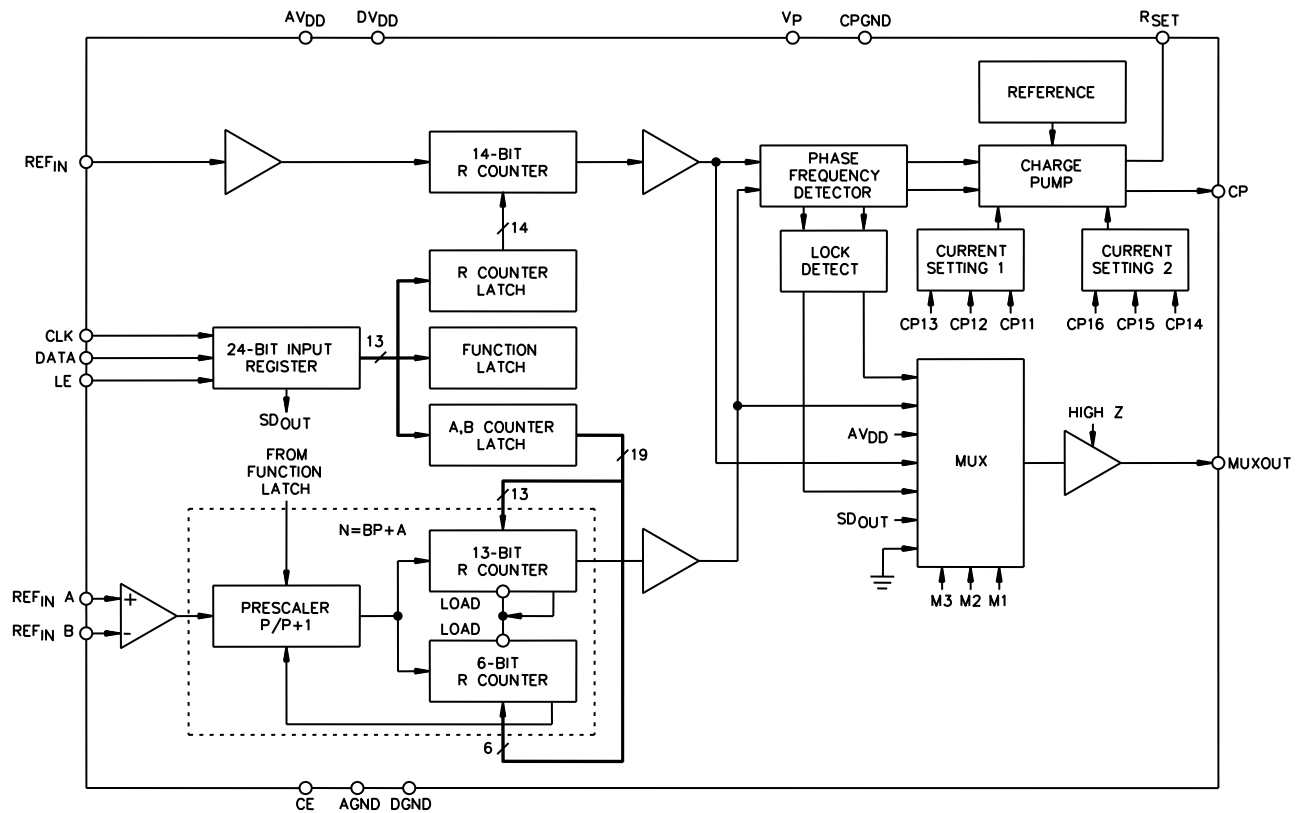 AVDD
DVDD
VP
CPGND
RSET
REFERENCE
REFIN
14-BIT
R COUNTER
PHASE
FREQUENCY
DETECTOR
CHARGE
PUMP
CP
14
R COUNTER
LATCH
LOCK
DETECT
CURRENT
SETTING 1
CURRENT
SETTING 2
CP13
CP12
CP11
CP16
CP15
CP14
CLK
DATA
LE
24-BIT INPUT
REGISTER
13
FUNCTION
LATCH
SDOUT
A,B COUNTER
LATCH
19
FROM
FUNCTION
LATCH
AVDD
MUX
HIGH Z
MUXOUT
SDOUT
M3
M2
M1
13
N=BP+A
13-BIT
R COUNTER
REFIN A
REFIN B
+
-
PRESCALER
P/P+1
LOAD
LOAD
6-BIT
R COUNTER
6
CE
AGND
DGND